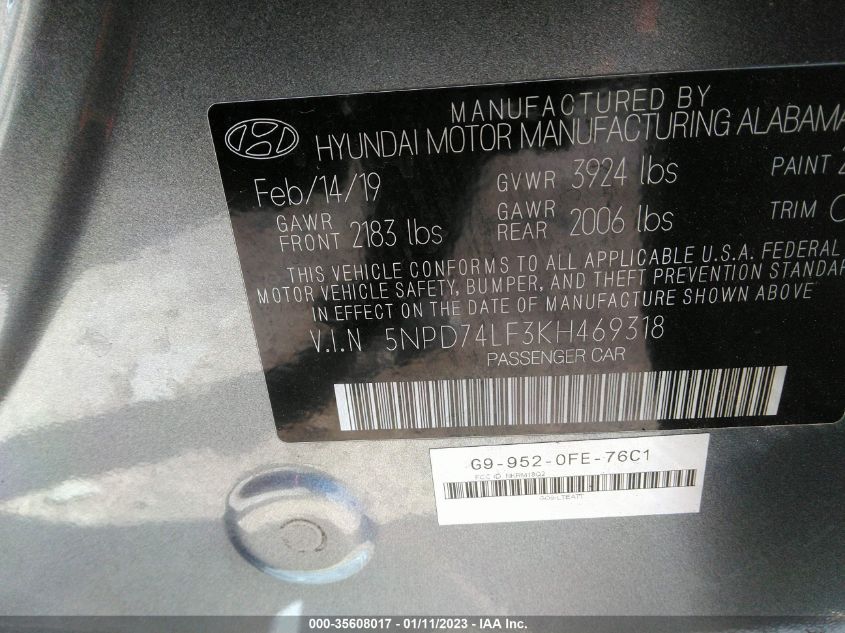 MANUFACTURED BY
HYUNDAI MOTOR MANUFACTURING ALABAMA
Feb/14/19 GVWR 3924 lbs PAINT
GAWR FRONT 2183 lbs GAWR REAR 2006 lbs TRIM
THIS VEHICLE CONFORMS TO ALL APPLICABLE U.S.A. FEDERAL
MOTOR VEHICLE SAFETY, BUMPER, AND THEFT PREVENTION STANDAR
IN EFFECT ON THE DATE OF MANUFACTURE SHOWN ABOVE
V.I.N 5NPD74LF3KH469318
PASSENGER CAR
G9-952-0FE-76C1
FCC ID:
000-35608017 - 01/11/2023 - IAA Inc.